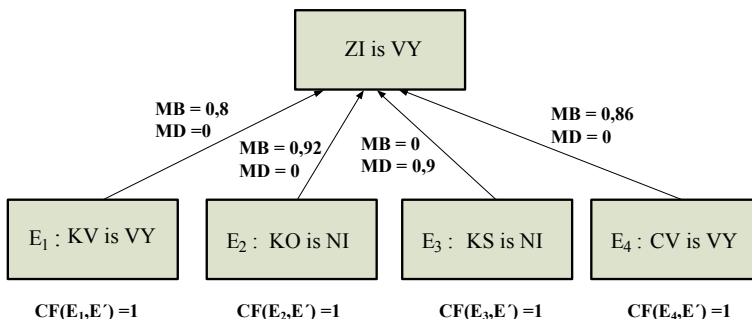 ZI is VY
MB = 0,8
MD =0
MB = 0,92
MD = 0
MB = 0
MD = 0,9
MB = 0,86
MD = 0
E1 : KV is VY
E2 : KO is NI
E3 : KS is NI
E4 : CV is VY
CF(E1,E´) =1
CF(E2,E´) =1
CF(E3,E´) =1
CF(E4,E´) =1